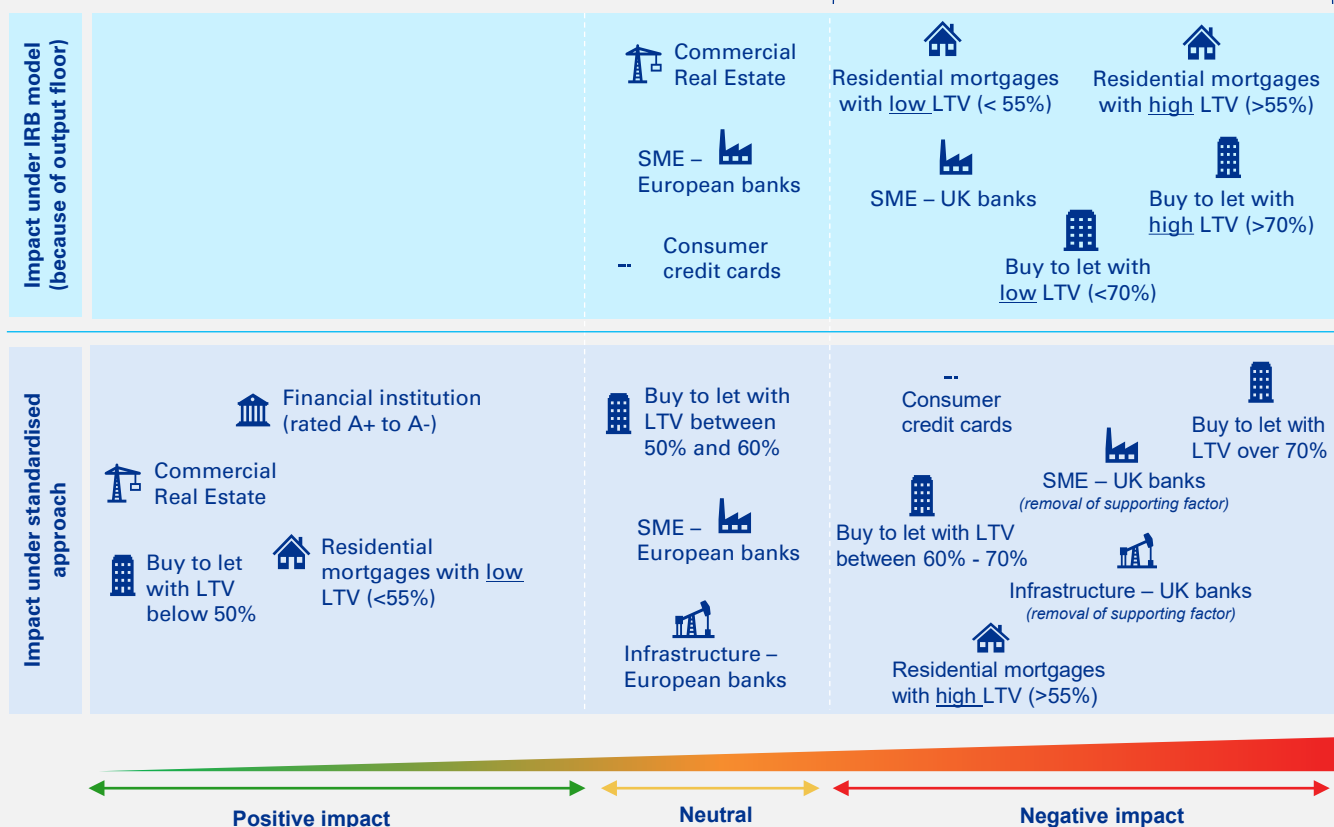 Impact under IRB model
(because of output floor)
Commercial
Real Estate
SME –
European banks
Consumer
credit cards
Residential mortgages
with low LTV (< 55%)
Residential mortgages
with high LTV (>55%)
SME – UK banks
Buy to let with
high LTV (>70%)
Buy to let with
low LTV (<70%)
Impact under standardised
approach
Financial institution
(rated A+ to A-)
Commercial
Real Estate
Buy to let
with LTV
below 50%
Residential
mortgages with low
LTV (<55%)
Buy to let with
LTV between
50% and 60%
SME –
European banks
Infrastructure –
European banks
Consumer
credit cards
Buy to let with
LTV over 70%
SME – UK banks
(removal of supporting factor)
Buy to let with LTV
between 60% - 70%
Infrastructure – UK banks
(removal of supporting factor)
Residential mortgages
with high LTV (>55%)
Positive impact
Neutral
Negative impact